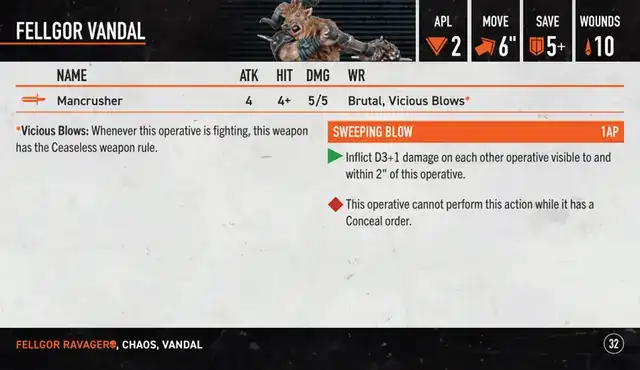 FELLGOR VANDAL
APL
2
MOVE
6"
SAVE
5+
WOUNDS
10
NAME ATK HIT DMG WR
Mancrusher 4 4+ 5/5 Brutal, Vicious Blows*
*Vicious Blows: Whenever this operative is fighting, this weapon
has the Ceaseless weapon rule.
SWEEPING BLOW 1AP
Inflict D3+1 damage on each other operative visible to and
within 2" of this operative.
This operative cannot perform this action while it has a
Conceal order.
FELLGOR RAVAGER, CHAOS, VANDAL
32